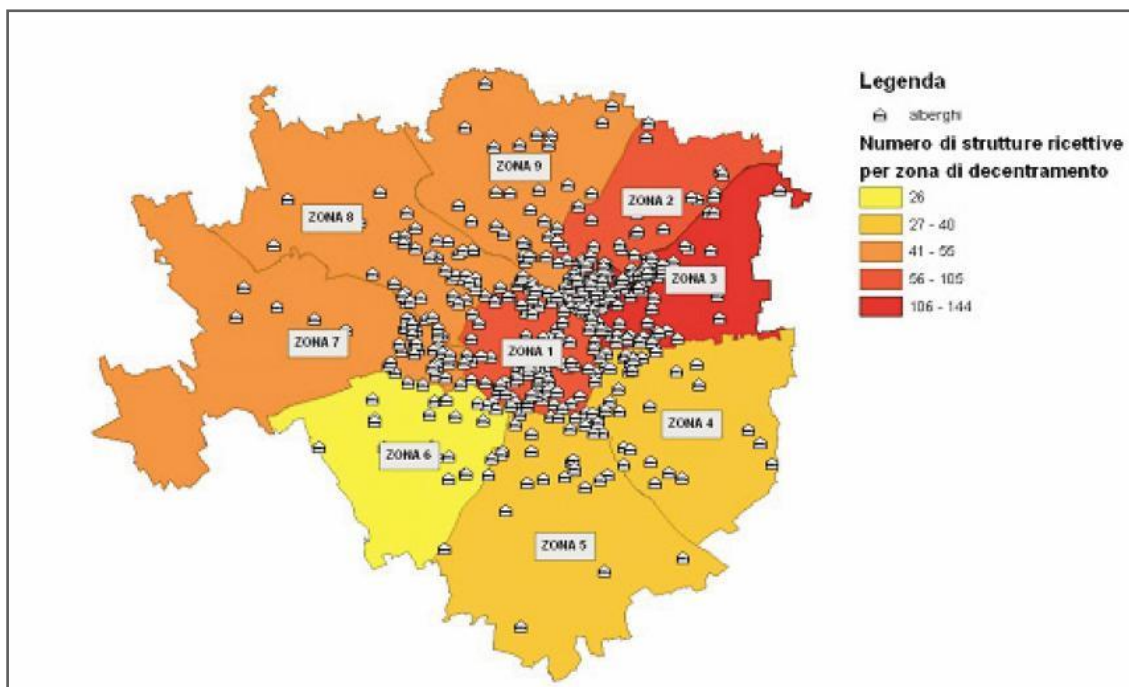 Legenda
alberghi
Numero di strutture ricettive
per zona di decentramento
26
27 - 40
41 - 55
56 - 105
106 - 144
ZONA 9
ZONA 2
ZONA 8
ZONA 3
ZONA 7
ZONA 1
ZONA 4
ZONA 6
ZONA 5